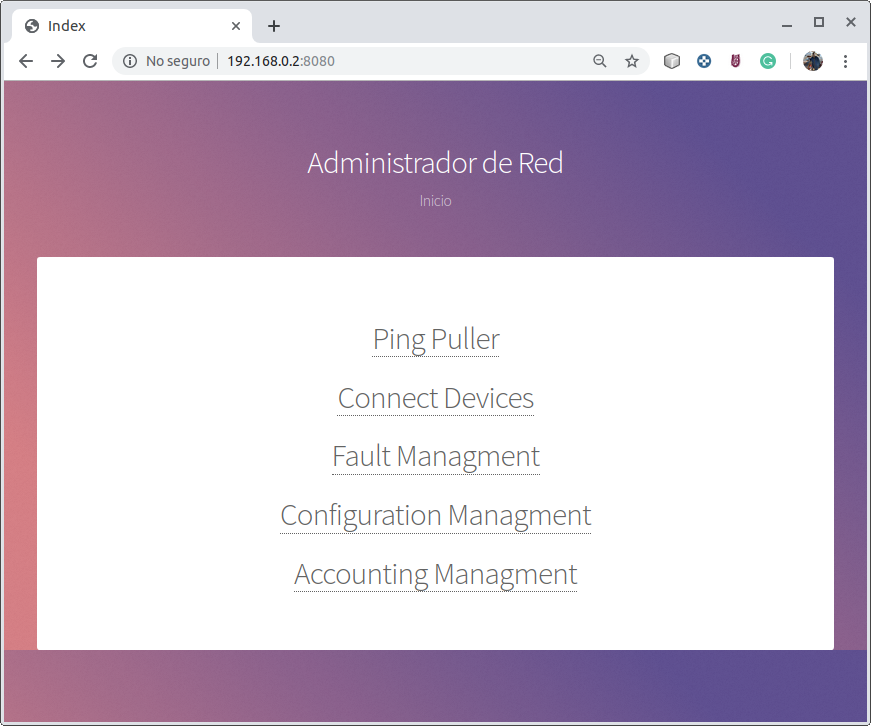 Index
No seguro
192.168.0.2:8080
Administrador de Red
Inicio
Ping Puller
Connect Devices
Fault Managment
Configuration Managment
Accounting Managment